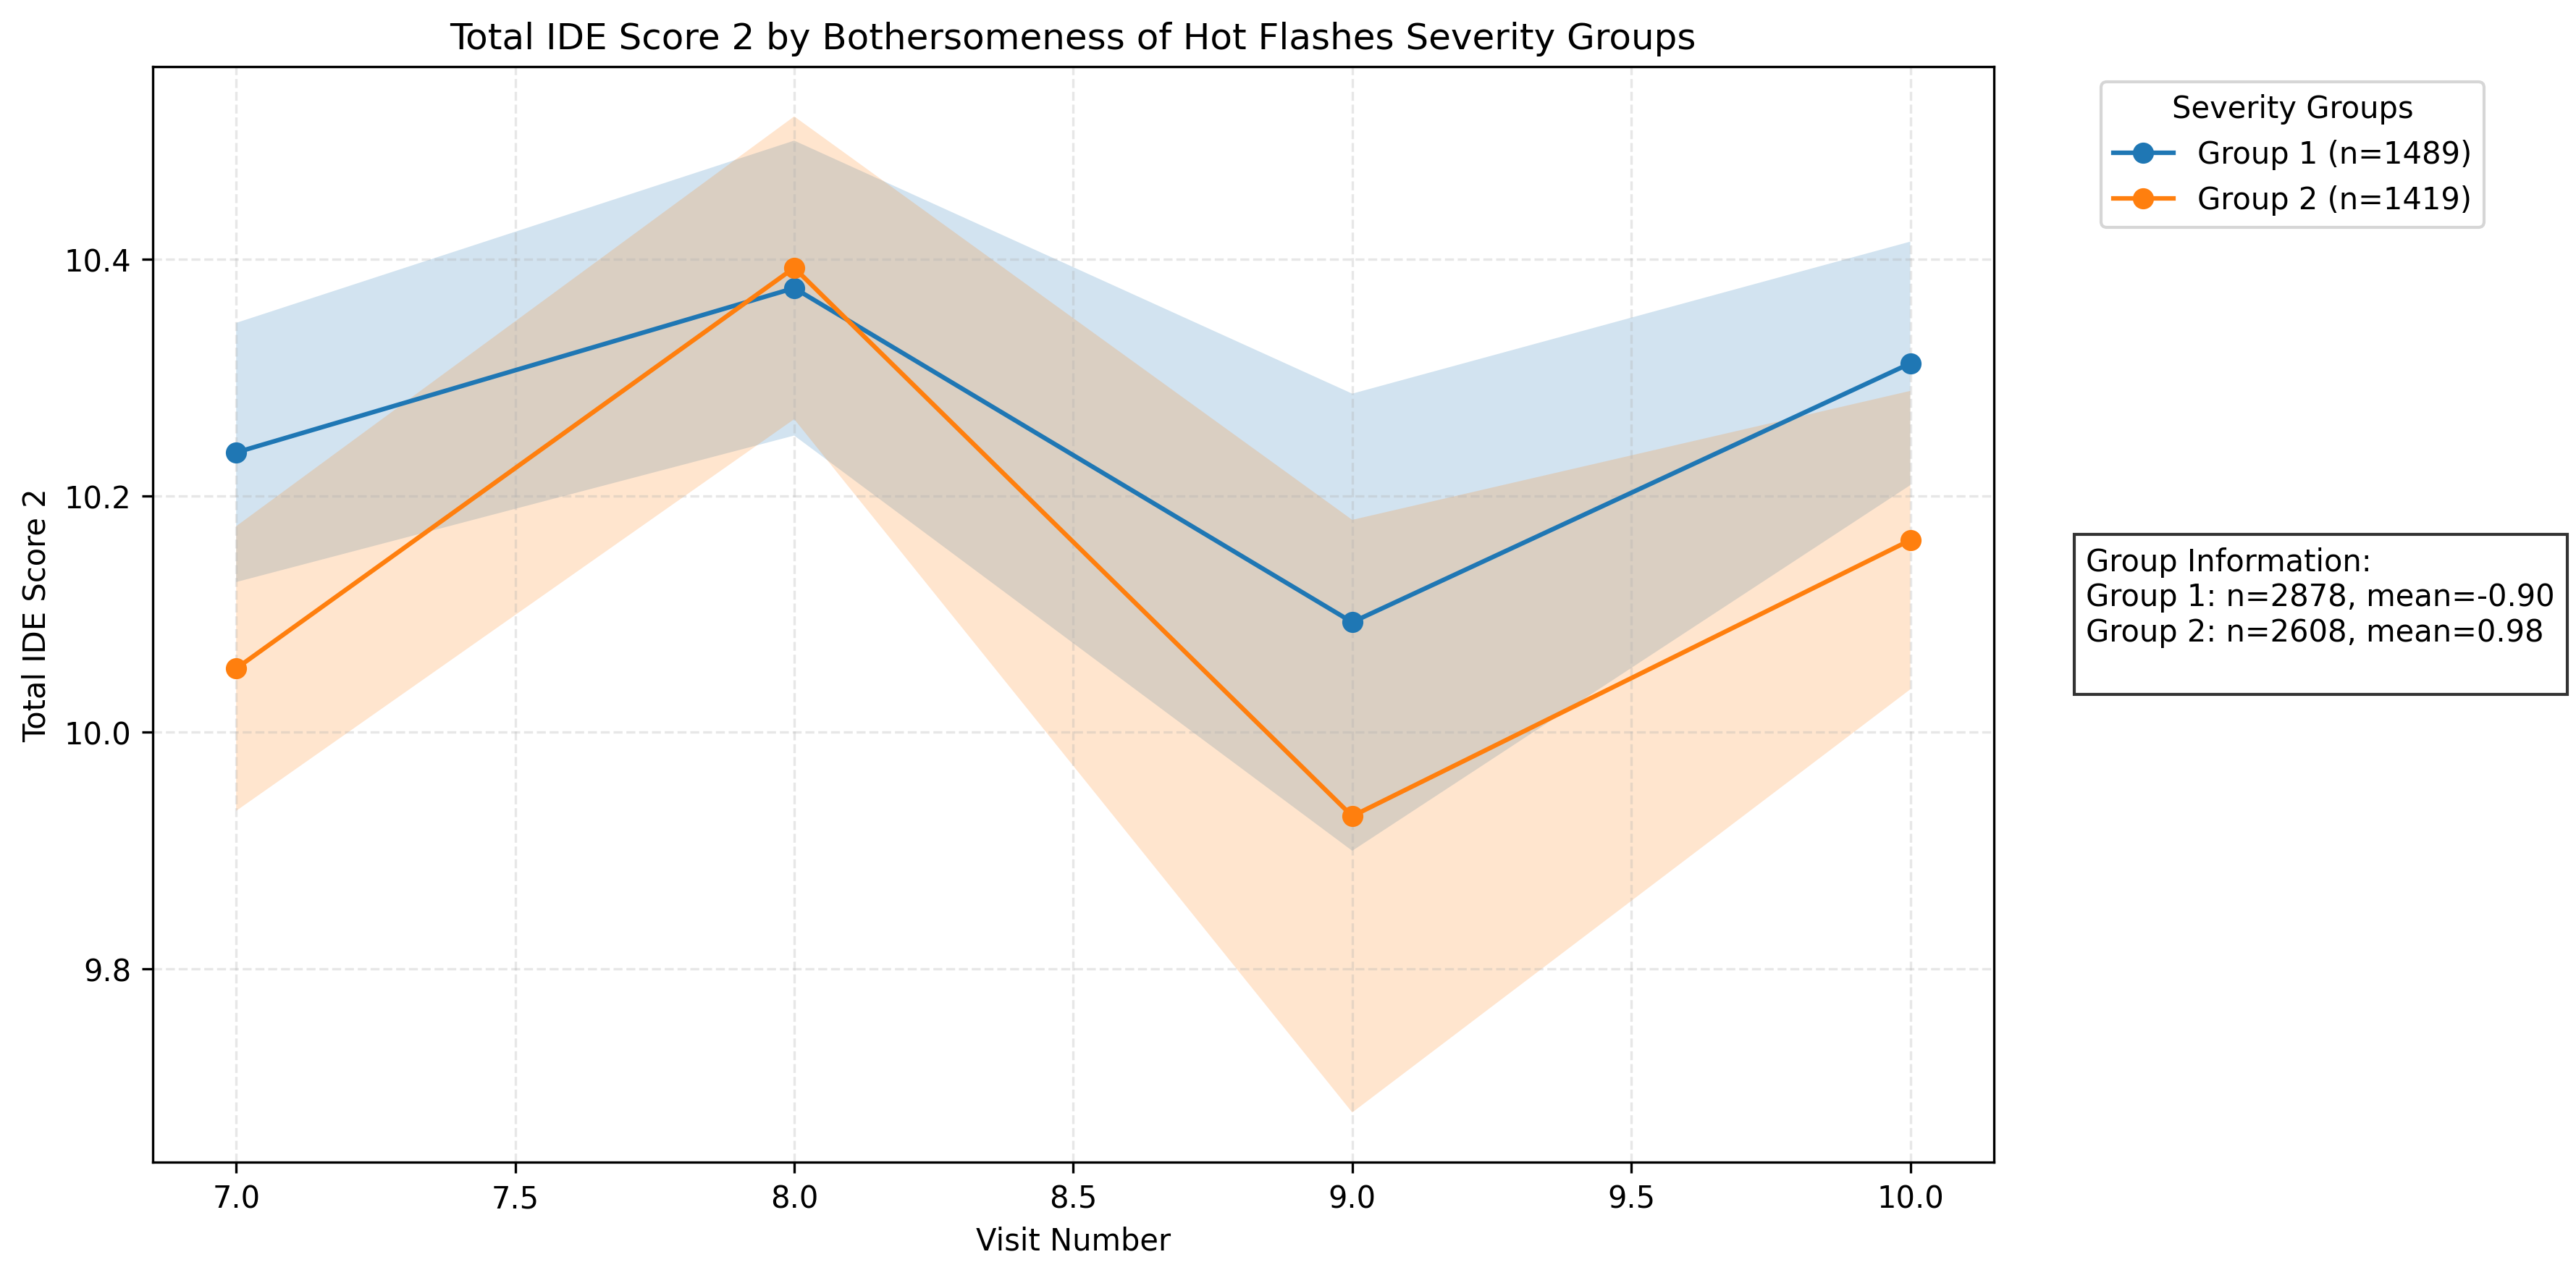 Total IDE Score 2 by Bothersomeness of Hot Flashes Severity Groups
Severity Groups
Group 1 (n=1489)
Group 2 (n=1419)
10.4
10.2
10.0
9.8
Total IDE Score 2
Group Information:
Group 1: n=2878, mean=-0.90
Group 2: n=2608, mean=0.98
7.0 7.5 8.0 8.5 9.0 9.5 10.0
Visit Number